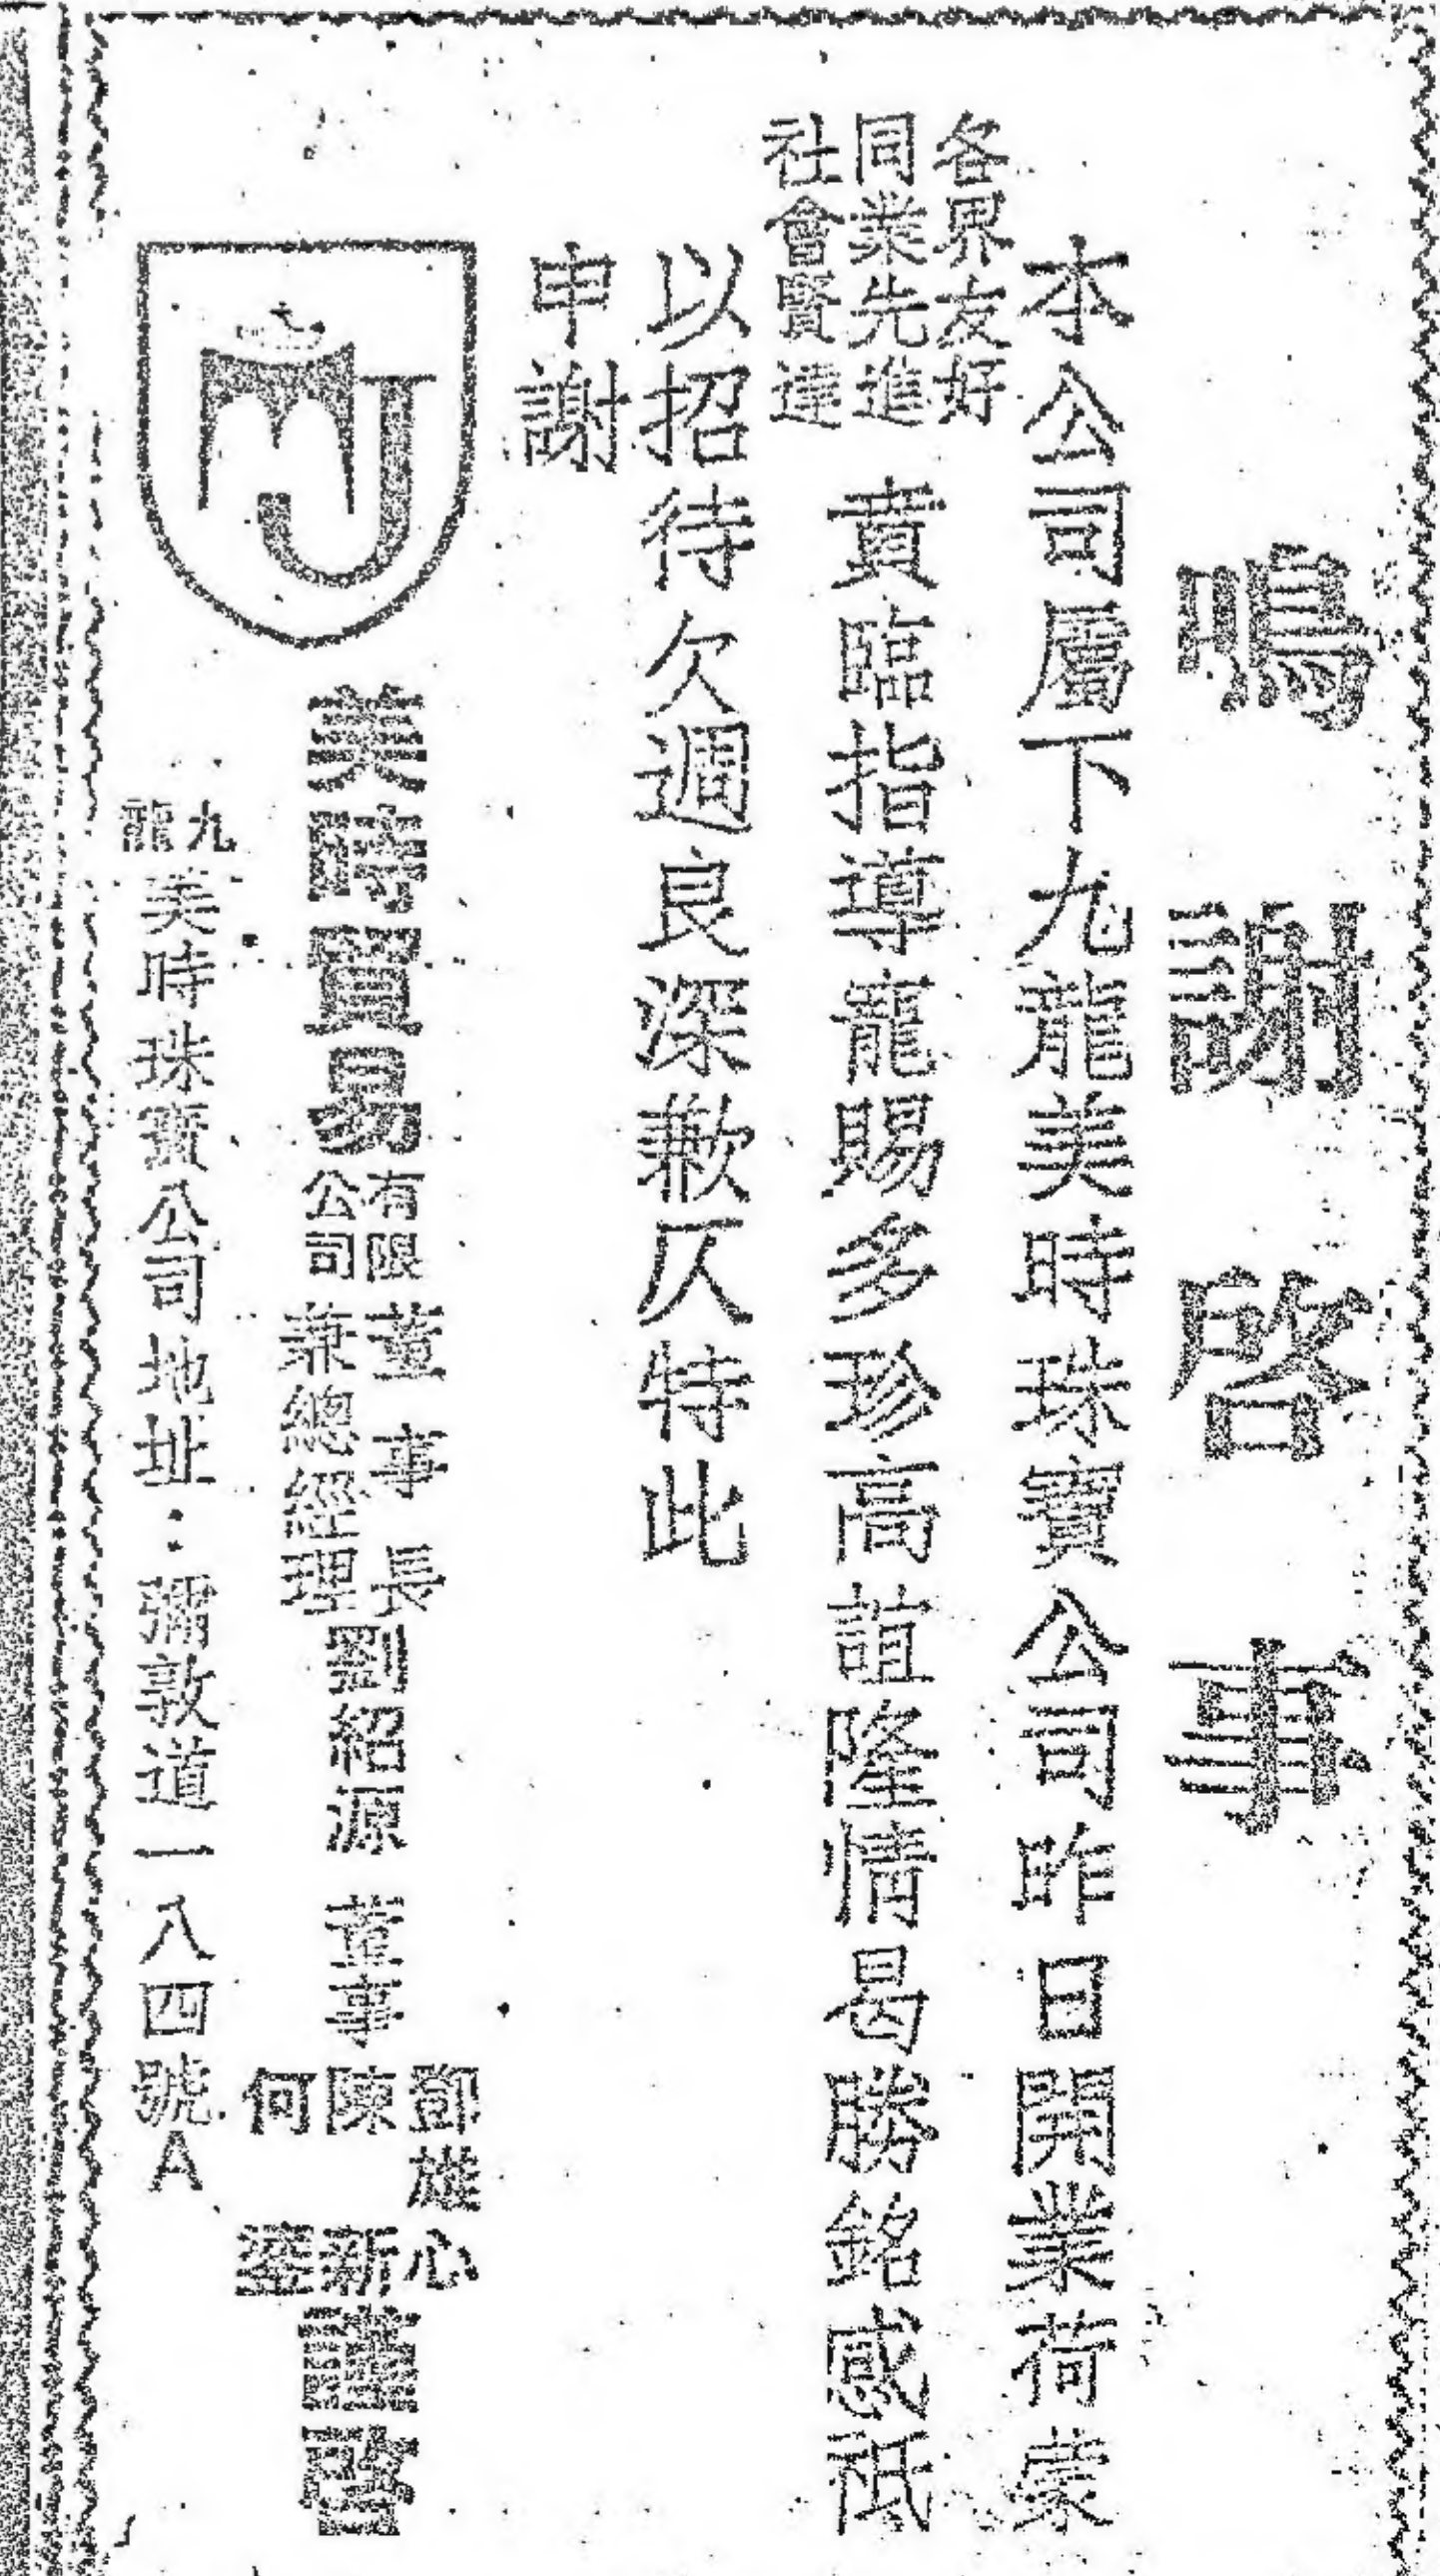 鳴謝啓事
本公司屬下九龍美時珠寶公司昨日開業荷蒙
各界友好
同業先進
社會賢達
賁臨指導寵賜多珍高誼隆情曷勝銘感祇
以招待欠週良深歉仄特此
申謝
MJ
美時貿易有限公司
董事長
兼總經理
劉紹源
董事
鄧雄心
陳新
何
謹啓
九龍美時珠寶公司地址：彌敦道一八四號A